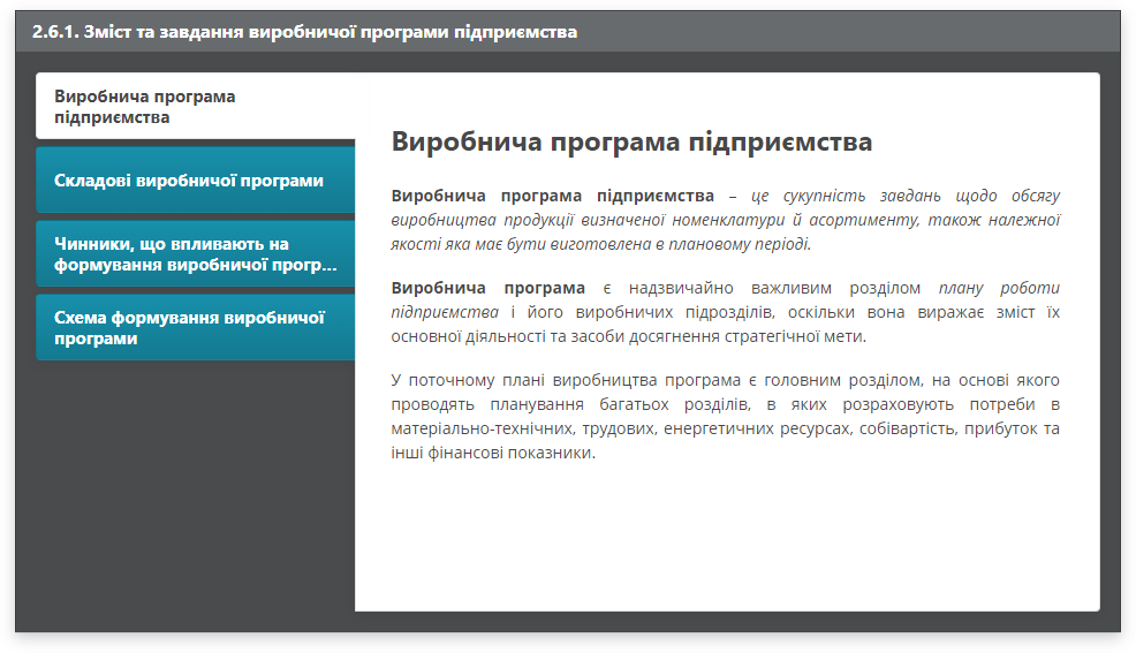 2.6.1. Зміст та завдання виробничої програми підприємства
Виробнича програма
підприємства
Складові виробничої програми
Чинники, що впливають на
формування виробничої прогр...
Схема формування виробничої
програми
Виробнича програма підприємства
Виробнича програма підприємства – це сукупність завдань щодо обсягу
виробництва продукції визначеної номенклатури й асортименту, також належної
якості яка має бути виготовлена в плановому періоді.
Виробнича програма є надзвичайно важливим розділом плану роботи
підприємства і його виробничих підрозділів, оскільки вона виражає зміст їх
основної діяльності та засоби досягнення стратегічної мети.
У поточному плані виробництва програма є головним розділом, на основі якого
проводять планування багатьох розділів, в яких розраховують потреби в
матеріально-технічних, трудових, енергетичних ресурсах, собівартість, прибуток та
інші фінансові показники.